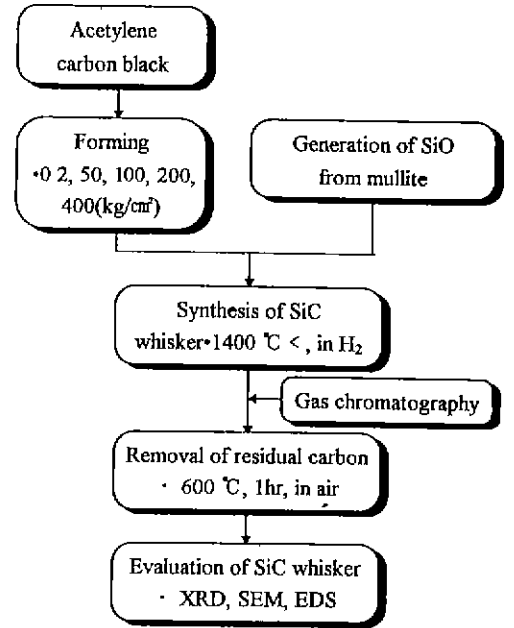 Acetylene
carbon black
Forming
•0 2, 50, 100, 200,
400(kg/㎠)
Generation of SiO
from mullite
Synthesis of SiC
whisker•1400 ℃ < , in H₂
Gas chromatography
Removal of residual carbon
· 600 ℃, 1hr, in air
Evaluation of SiC whisker
· XRD, SEM, EDS